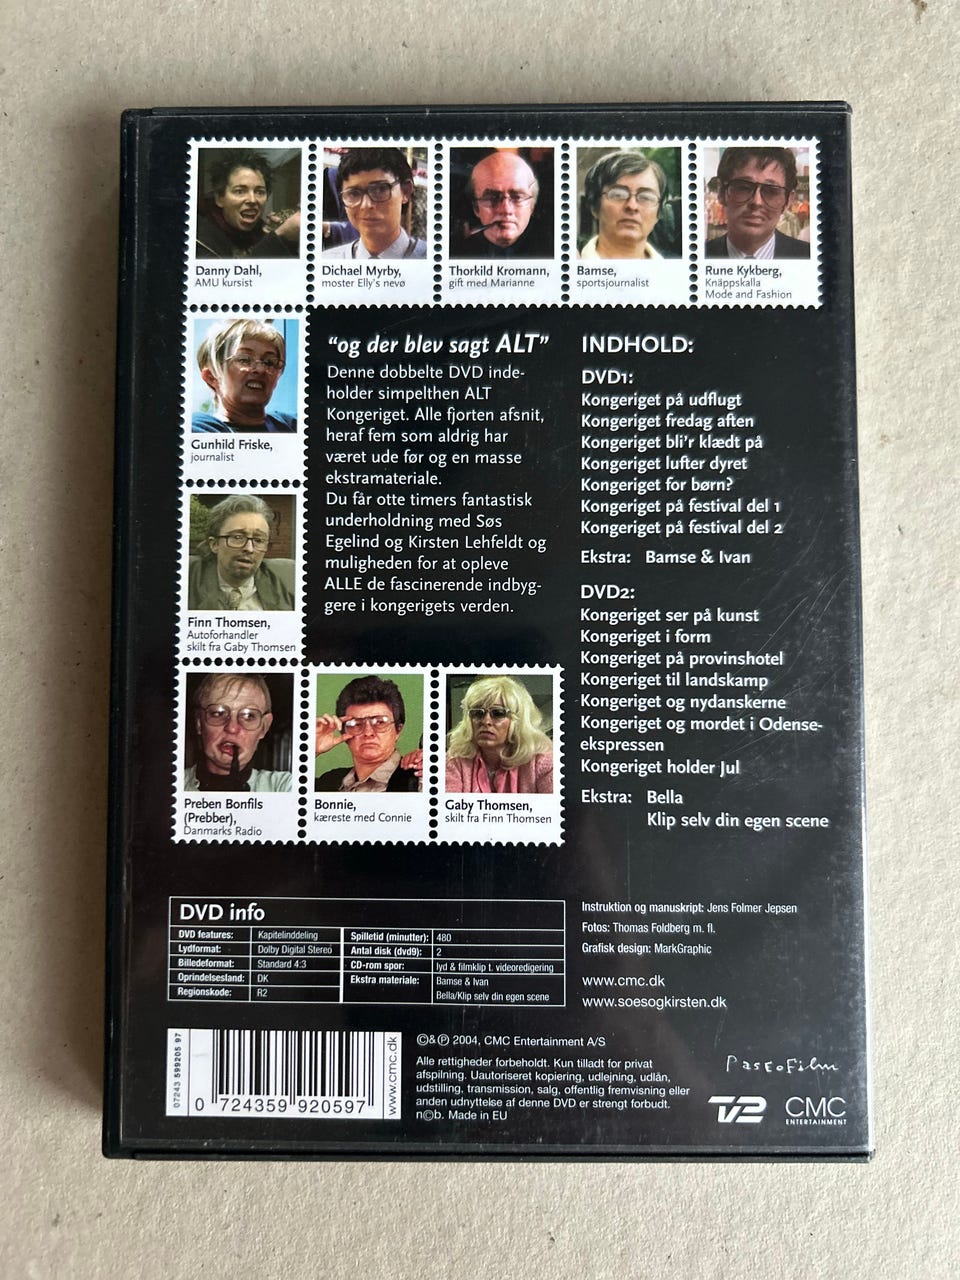 Danny Dahl,
AMU kursist
Dichael Myrby,
moster Elly's nevø
Thorkild Kromann,
gift med Marianne
Bamse,
sportsjournalist
Rune Kykberg,
Knäppskalla
Mode and Fashion
Gunhild Friske,
journalist
Finn Thomsen,
Autoforhandler
skilt fra Gaby Thomsen
Preben Bonfils
(Prebber),
Danmarks Radio
Bonnie,
kæreste med Connie
Gaby Thomsen,
skilt fra Finn Thomsen
"og der blev sagt ALT"
Denne dobbelte DVD inde-
holder simpelthen ALT
Kongeriget. Alle fjorten afsnit,
heraf fem som aldrig har
været ude før og en masse
ekstramateriale.
Du får otte timers fantastisk
underholdning med Søs
Egelind og Kirsten Lehfeldt og
muligheden for at opleve
ALLE de fascinerende indbyg-
gere i kongerigets verden.
INDHOLD:
DVD1:
Kongeriget på udflugt
Kongeriget fredag aften
Kongeriget bli'r klædt på
Kongeriget lufter dyret
Kongeriget for børn?
Kongeriget på festival del 1
Kongeriget på festival del 2
Ekstra: Bamse & Ivan
DVD2:
Kongeriget ser på kunst
Kongeriget i form
Kongeriget på provinshotel
Kongeriget til landskamp
Kongeriget og nydanskerne
Kongeriget og mordet i Odense-
ekspressen
Kongeriget holder Jul
Ekstra: Bella
Klip selv din egen scene
DVD info
DVD features: Kapitelinddeling
Lydformat: Dolby Digital Stereo
Billedeformat: Standard 4:3
Oprindelsesland: DK
Regionskode: R2
Spilletid (minutter): 480
Antal disk (dvd9): 2
CD-rom spor: lyd & filmklip t. videoredigering
Ekstra materiale: Bamse & Ivan
Bella/Klip selv din egen scene
Instruktion og manuskript: Jens Folmer Jepsen
Fotos: Thomas Foldberg m. fl.
Grafisk design: MarkGraphic
www.cmc.dk
www.soesogkirsten.dk
07243 599205 97
0 724359 920597
www.cmc.dk
©&℗ 2004, CMC Entertainment A/S
Alle rettigheder forbeholdt. Kun tilladt for privat
afspilning. Uautoriseret kopiering, udlejning, udlån,
udstilling, transmission, salg, offentlig fremvisning eller
anden udnyttelse af denne DVD er strengt forbudt.
n©b. Made in EU
PastoFilm
TV2
CMC
ENTERTAINMENT